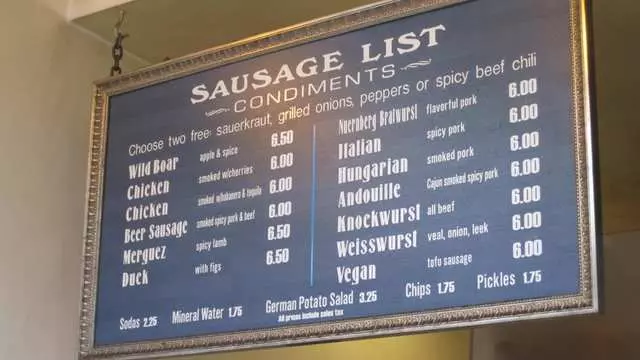 SAUSAGE LIST
CONDIMENTS
Choose two free: sauerkraut, grilled onions, peppers or spicy beef chili
Wild Boar apple & spice 6.50
Chicken smoked w/cherries 6.00
Chicken smoked w/habanero & tequila 6.00
Beer Sausage smoked spicy pork & beef 6.00
Merguez spicy lamb 6.50
Duck with figs 6.50
Nuernberg Bratwurst flavorful pork 6.00
Italian spicy pork 6.00
Hungarian smoked pork 6.00
Andouille Cajun smoked spicy pork 6.00
Knockwurst all beef 6.00
Weisswurst veal, onion, leek 6.00
Vegan tofu sausage 6.00
Sodas 2.25 Mineral Water 1.75 German Potato Salad 3.25 Chips 1.75 Pickles 1.75
All prices include sales tax